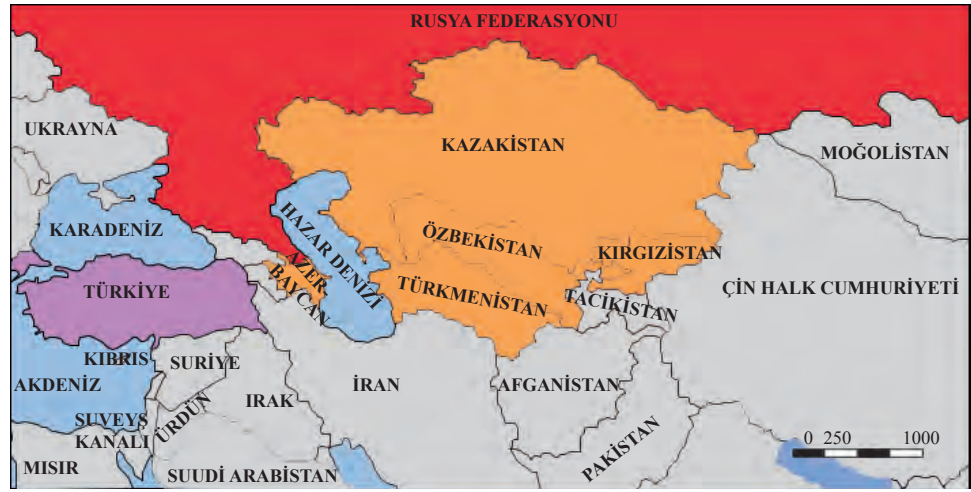 RUSYA FEDERASYONU
UKRAYNA
KAZAKİSTAN
MOĞOLİSTAN
KARADENİZ
HAZAR DENİZİ
ÖZBEKİSTAN
KIRGIZİSTAN
AZER
BAYCAN
TÜRKİYE
TÜRKMENİSTAN
TACİKİSTAN
ÇİN HALK CUMHURİYETİ
KIBRIS
SURİYE
AKDENİZ
İRAN
AFGANİSTAN
IRAK
ÜRDÜN
SUVEYŞ
KANALI
PAKİSTAN
0 250 1000
MISIR
SUUDİ ARABİSTAN